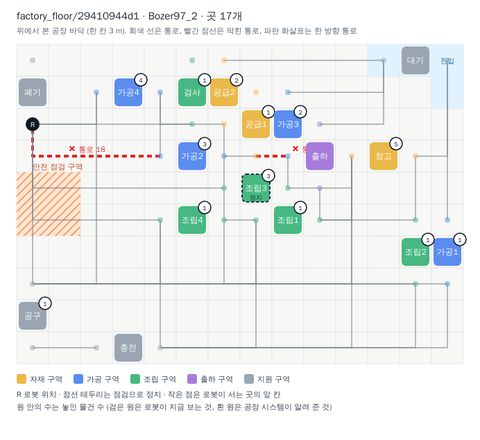 factory_floor/29410944d1 · Bozer97_2 · 곳 17개
위에서 본 공장 바닥 (한 칸 3 m). 회색 선은 통로, 빨간 점선은 막힌 통로, 파란 화살표는 한 방향 통로
대기
폐기
가공4
4
검사
1
공급2
2
R
공급1
1
가공3
2
✖ 통로 18
가공2
3
✖
출하
창고
5
안전 점검 구역
조립3
3
정지
조립4
1
조립1
1
조립2
1
가공1
1
공구
1
충전
자재 구역
가공 구역
조립 구역
출하 구역
지원 구역
R 로봇 위치 · 점선 테두리는 점검으로 정지 · 작은 점은 로봇이 서는 곳의 앞 칸
원 안의 수는 놓인 물건 수 (검은 원은 로봇이 지금 보는 것, 흰 원은 공장 시스템이 알려 준 것)